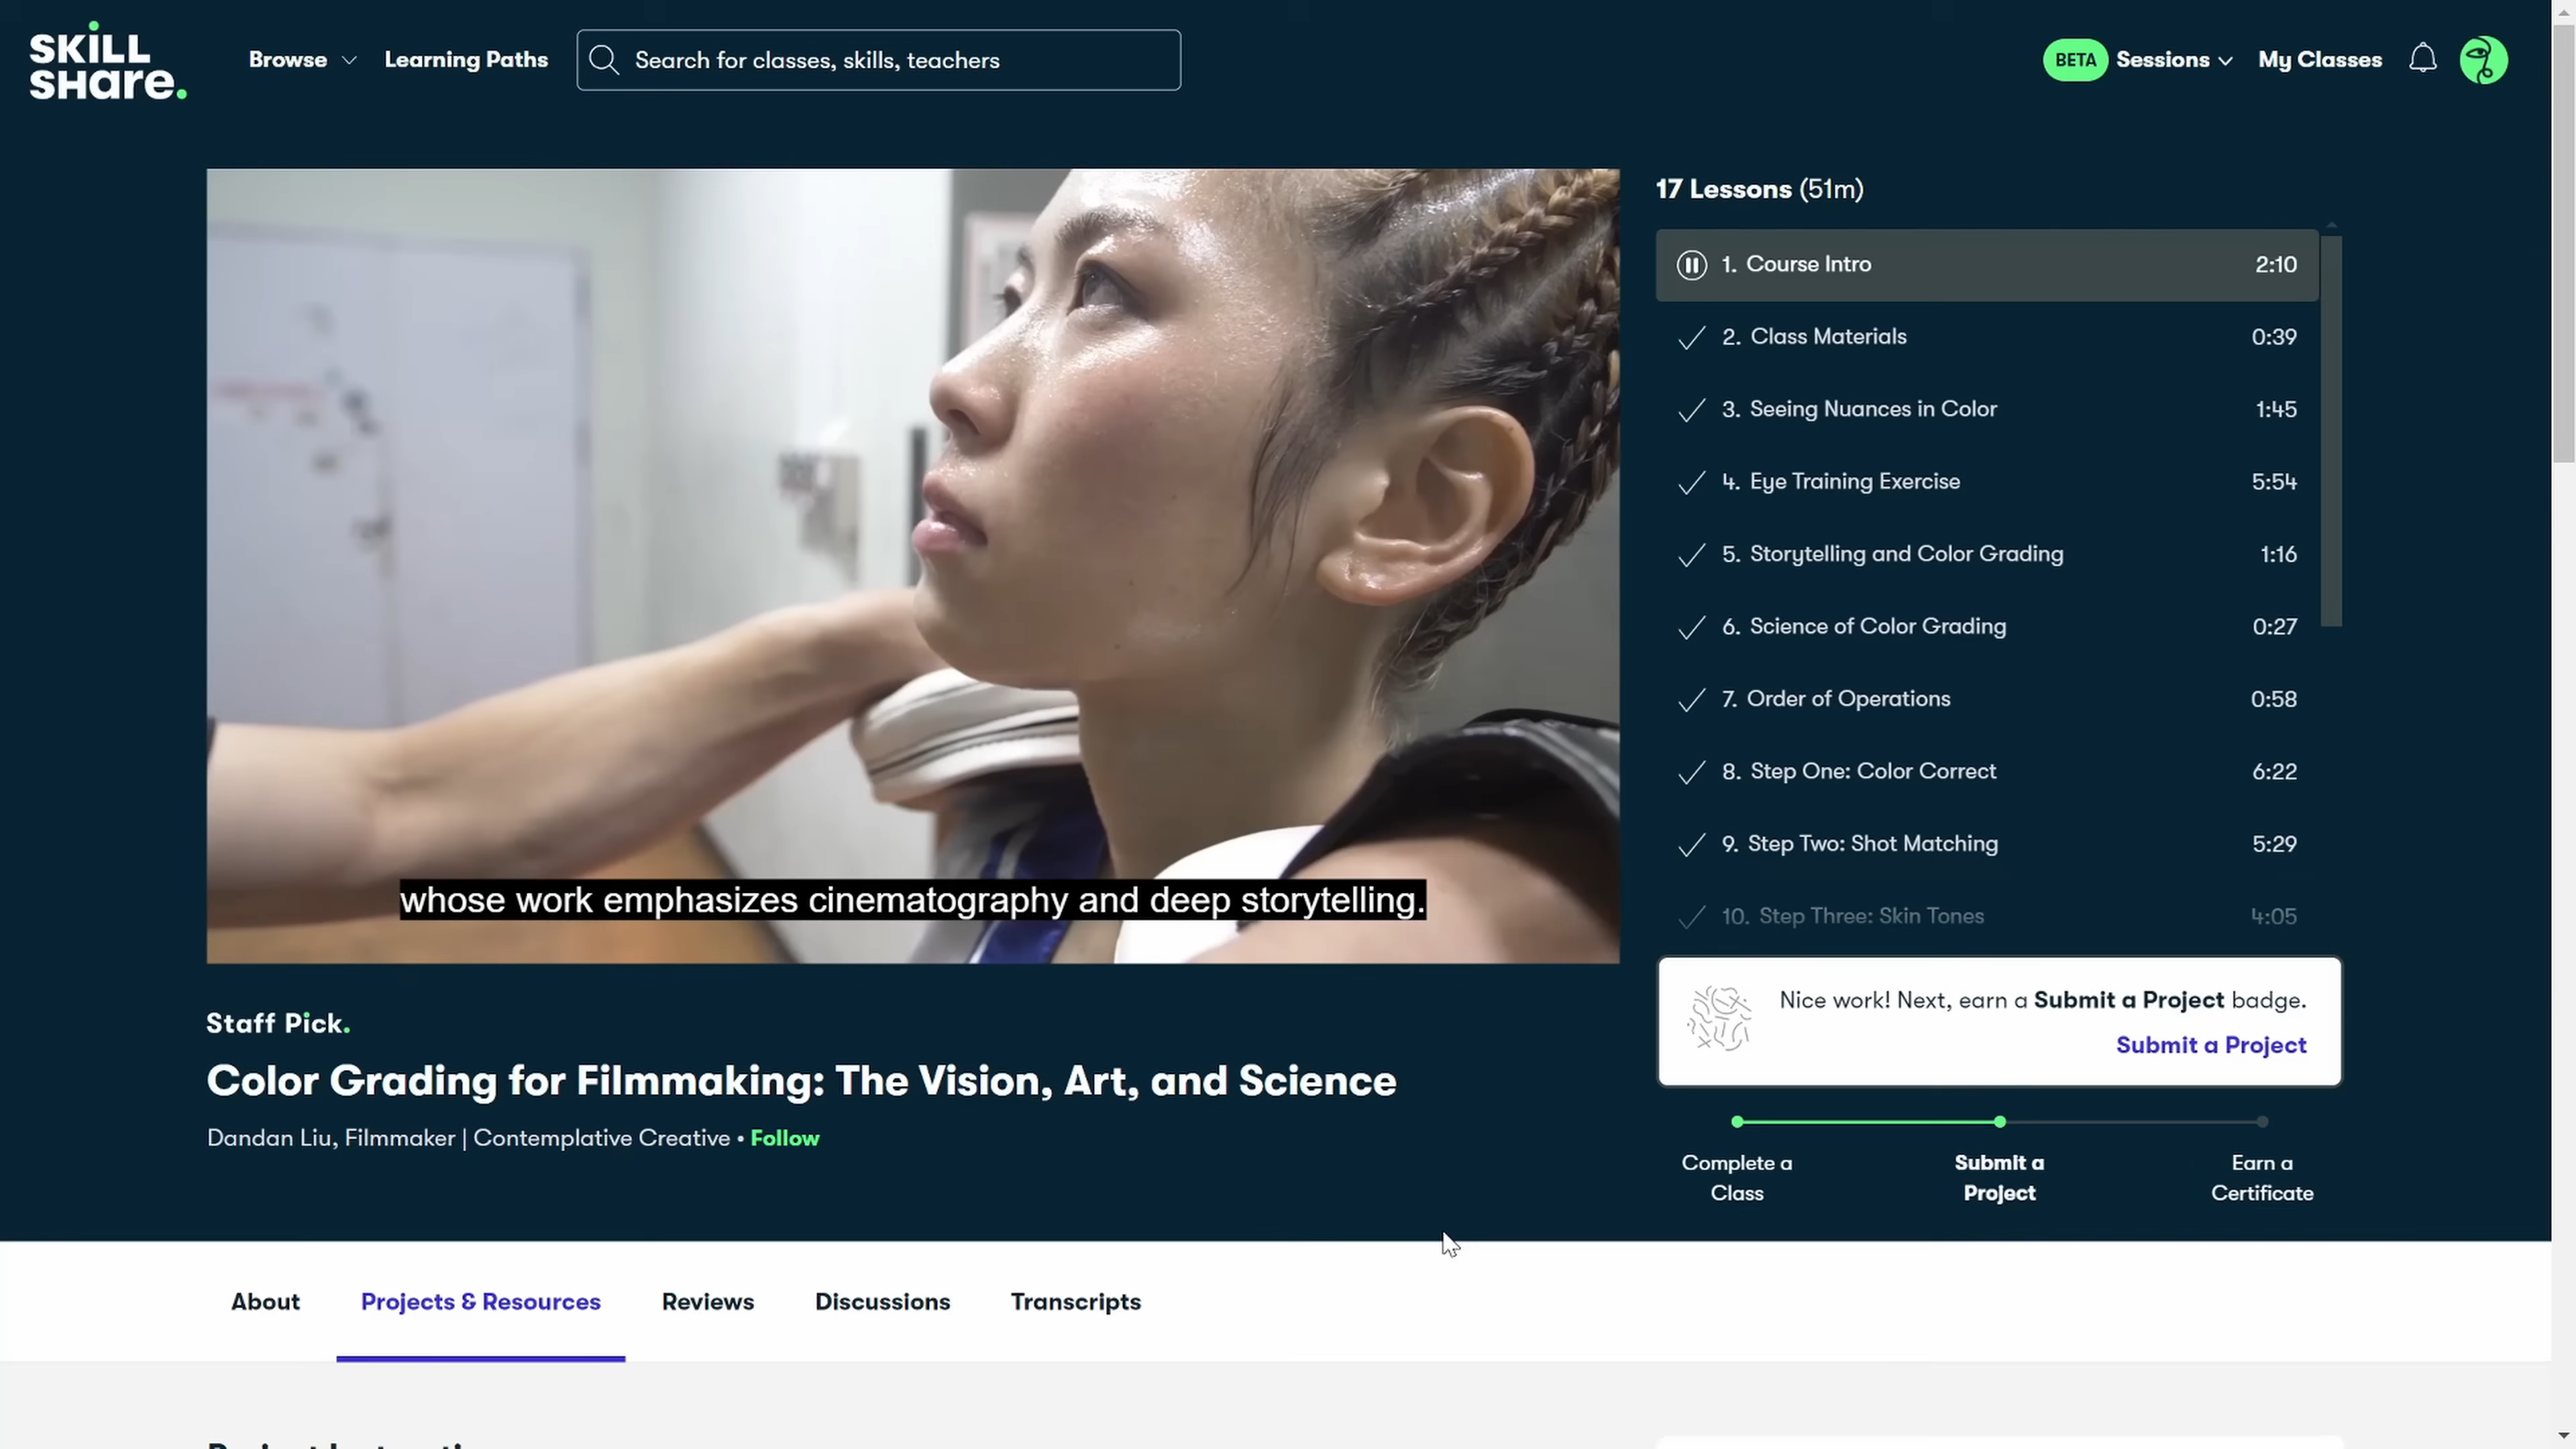 SKILL
SHare.
Browse
Learning Paths
Search for classes, skills, teachers
BETA
Sessions
My Classes
whose work emphasizes cinematography and deep storytelling.
Staff Pick.
Color Grading for Filmmaking: The Vision, Art, and Science
Dandan Liu, Filmmaker | Contemplative Creative • Follow
17 Lessons (51m)
1. Course Intro 2:10
2. Class Materials 0:39
3. Seeing Nuances in Color 1:45
4. Eye Training Exercise 5:54
5. Storytelling and Color Grading 1:16
6. Science of Color Grading 0:27
7. Order of Operations 0:58
8. Step One: Color Correct 6:22
9. Step Two: Shot Matching 5:29
10. Step Three: Skin Tones 4:05
Nice work! Next, earn a Submit a Project badge.
Submit a Project
Complete a
Class
Submit a
Project
Earn a
Certificate
About
Projects & Resources
Reviews
Discussions
Transcripts